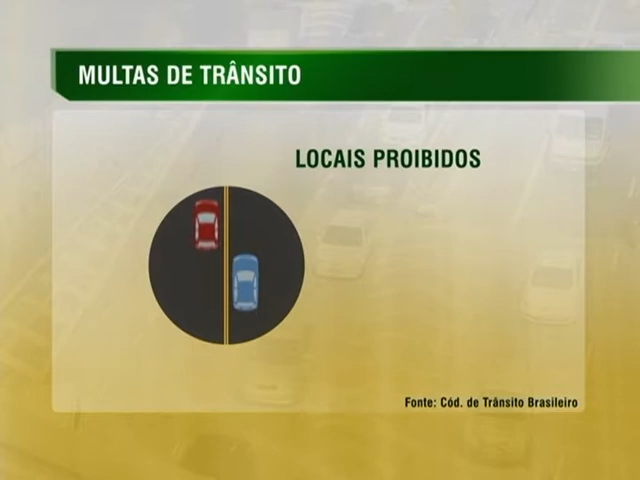 MULTAS DE TRÂNSITO
LOCAIS PROIBIDOS
Fonte: Cód. de Trânsito Brasileiro